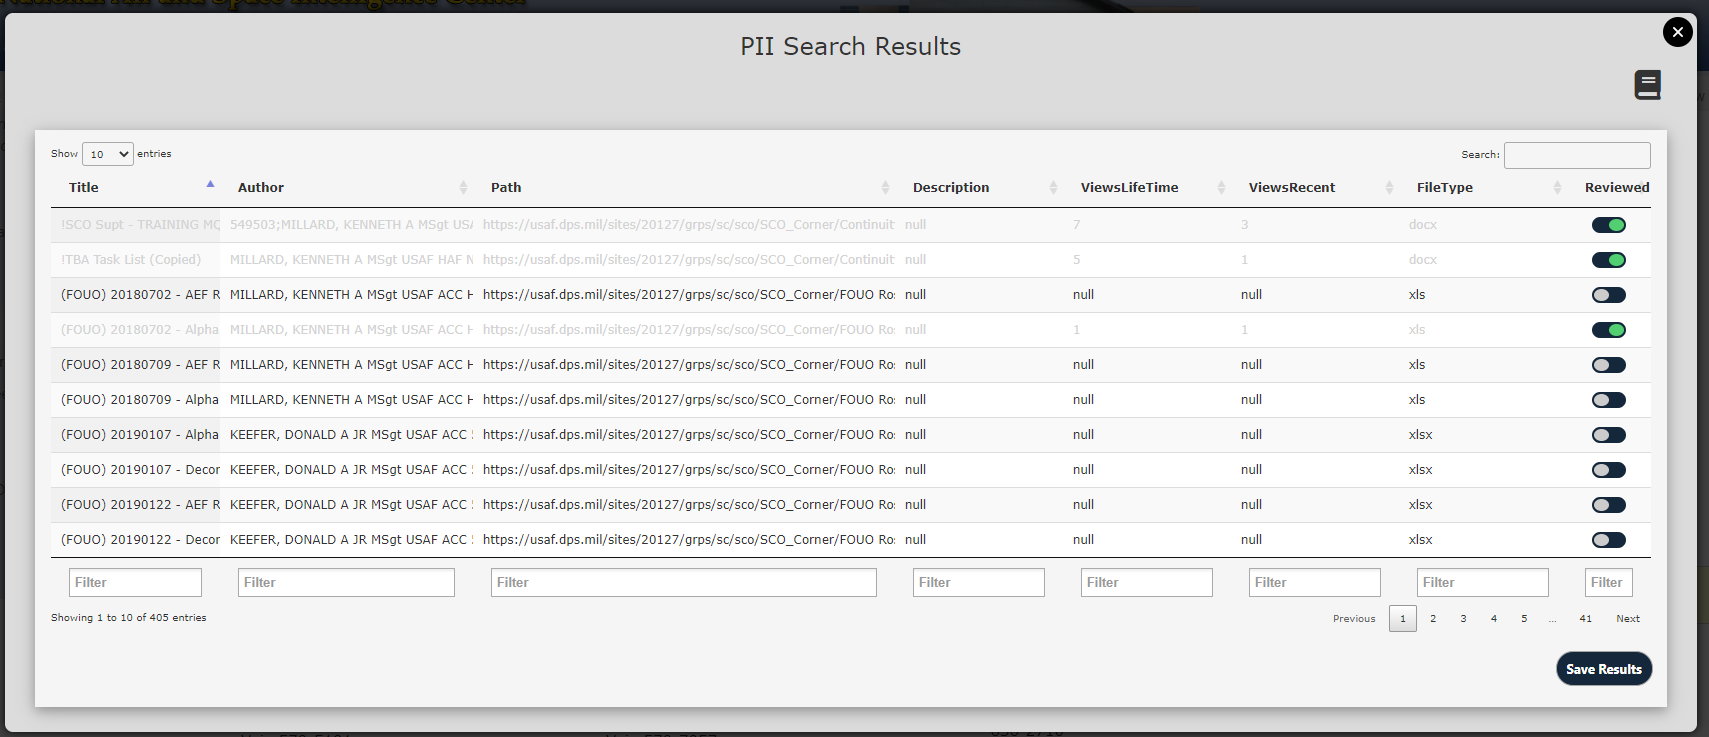 PII Search Results
Show 10 entries
Search:
Title Author Path Description ViewsLifeTime ViewsRecent FileType Reviewed
!SCO Supt - TRAINING MQ 549503;MILLARD, KENNETH A MSgt USA https://usaf.dps.mil/sites/20127/grps/sc/sco/SCO_Corner/Continuit null 7 3 docx
!TBA Task List (Copied) MILLARD, KENNETH A MSgt USAF HAF N https://usaf.dps.mil/sites/20127/grps/sc/sco/SCO_Corner/Continuit null 5 1 docx
(FOUO) 20180702 - AEF R MILLARD, KENNETH A MSgt USAF ACC H https://usaf.dps.mil/sites/20127/grps/sc/sco/SCO_Corner/FOUO Ros null null null xls
(FOUO) 20180702 - Alpha MILLARD, KENNETH A MSgt USAF ACC H https://usaf.dps.mil/sites/20127/grps/sc/sco/SCO_Corner/FOUO Ros null 1 1 xls
(FOUO) 20180709 - AEF R MILLARD, KENNETH A MSgt USAF ACC H https://usaf.dps.mil/sites/20127/grps/sc/sco/SCO_Corner/FOUO Ros null null null xls
(FOUO) 20180709 - Alpha MILLARD, KENNETH A MSgt USAF ACC H https://usaf.dps.mil/sites/20127/grps/sc/sco/SCO_Corner/FOUO Ros null null null xls
(FOUO) 20190107 - Alpha KEEFER, DONALD A JR MSgt USAF ACC https://usaf.dps.mil/sites/20127/grps/sc/sco/SCO_Corner/FOUO Ros null null null xlsx
(FOUO) 20190107 - Decor KEEFER, DONALD A JR MSgt USAF ACC https://usaf.dps.mil/sites/20127/grps/sc/sco/SCO_Corner/FOUO Ros null null null xlsx
(FOUO) 20190122 - AEF R KEEFER, DONALD A JR MSgt USAF ACC https://usaf.dps.mil/sites/20127/grps/sc/sco/SCO_Corner/FOUO Ros null null null xlsx
(FOUO) 20190122 - Decor KEEFER, DONALD A JR MSgt USAF ACC https://usaf.dps.mil/sites/20127/grps/sc/sco/SCO_Corner/FOUO Ros null null null xlsx
Filter Filter Filter Filter Filter Filter Filter Filter
Showing 1 to 10 of 405 entries
Previous 1 2 3 4 5 ... 41 Next
Save Results